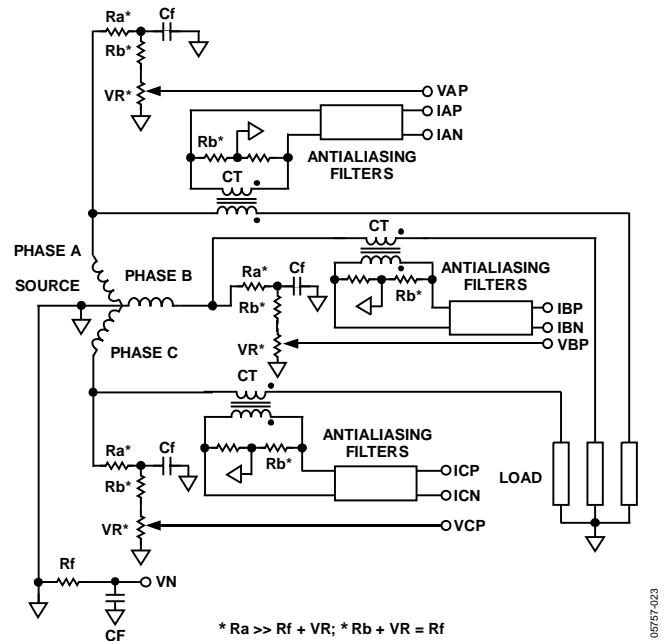 Ra*
Cf
Rb*
VR*
VAP
IAP
IAN
Rb*
ANTIALIASING
FILTERS
CT
PHASE A
CT
SOURCE
PHASE B
Ra*
Cf
ANTIALIASING
FILTERS
Rb*
Rb*
IBP
IBN
PHASE C
VR*
VBP
CT
Ra*
Cf
ANTIALIASING
FILTERS
Rb*
Rb*
ICP
ICN
LOAD
VR*
VCP
Rf
VN
CF
* Ra >> Rf + VR; * Rb + VR = Rf
05757-023